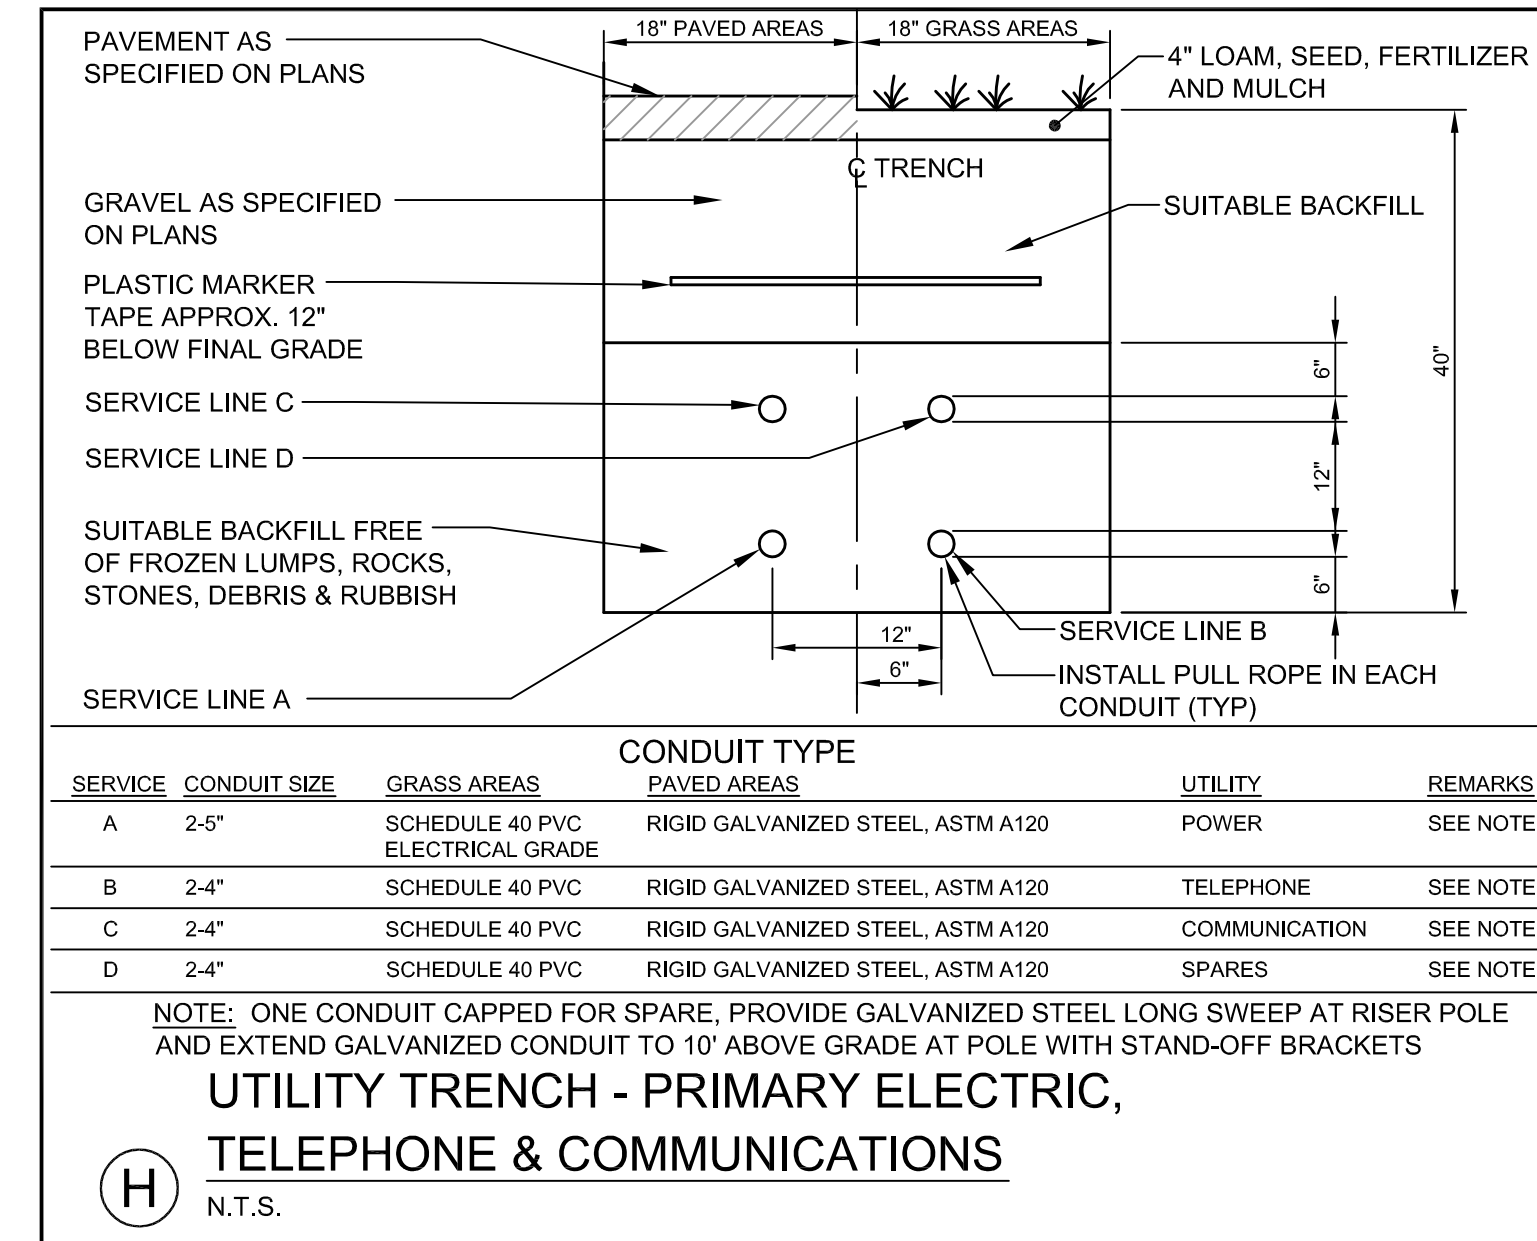 18" PAVED AREAS
18" GRASS AREAS
PAVEMENT AS
SPECIFIED ON PLANS
4" LOAM, SEED, FERTILIZER
AND MULCH
℄ TRENCH
GRAVEL AS SPECIFIED
ON PLANS
SUITABLE BACKFILL
PLASTIC MARKER
TAPE APPROX. 12"
BELOW FINAL GRADE
6"
40"
SERVICE LINE C
SERVICE LINE D
12"
SUITABLE BACKFILL FREE
OF FROZEN LUMPS, ROCKS,
STONES, DEBRIS & RUBBISH
6"
12"
SERVICE LINE B
6"
INSTALL PULL ROPE IN EACH
CONDUIT (TYP)
SERVICE LINE A
CONDUIT TYPE
SERVICE CONDUIT SIZE GRASS AREAS PAVED AREAS UTILITY REMARKS
A 2-5" SCHEDULE 40 PVC RIGID GALVANIZED STEEL, ASTM A120 POWER SEE NOTE
ELECTRICAL GRADE
B 2-4" SCHEDULE 40 PVC RIGID GALVANIZED STEEL, ASTM A120 TELEPHONE SEE NOTE
C 2-4" SCHEDULE 40 PVC RIGID GALVANIZED STEEL, ASTM A120 COMMUNICATION SEE NOTE
D 2-4" SCHEDULE 40 PVC RIGID GALVANIZED STEEL, ASTM A120 SPARES SEE NOTE
NOTE: ONE CONDUIT CAPPED FOR SPARE, PROVIDE GALVANIZED STEEL LONG SWEEP AT RISER POLE
AND EXTEND GALVANIZED CONDUIT TO 10' ABOVE GRADE AT POLE WITH STAND-OFF BRACKETS
UTILITY TRENCH - PRIMARY ELECTRIC,
TELEPHONE & COMMUNICATIONS
H
N.T.S.